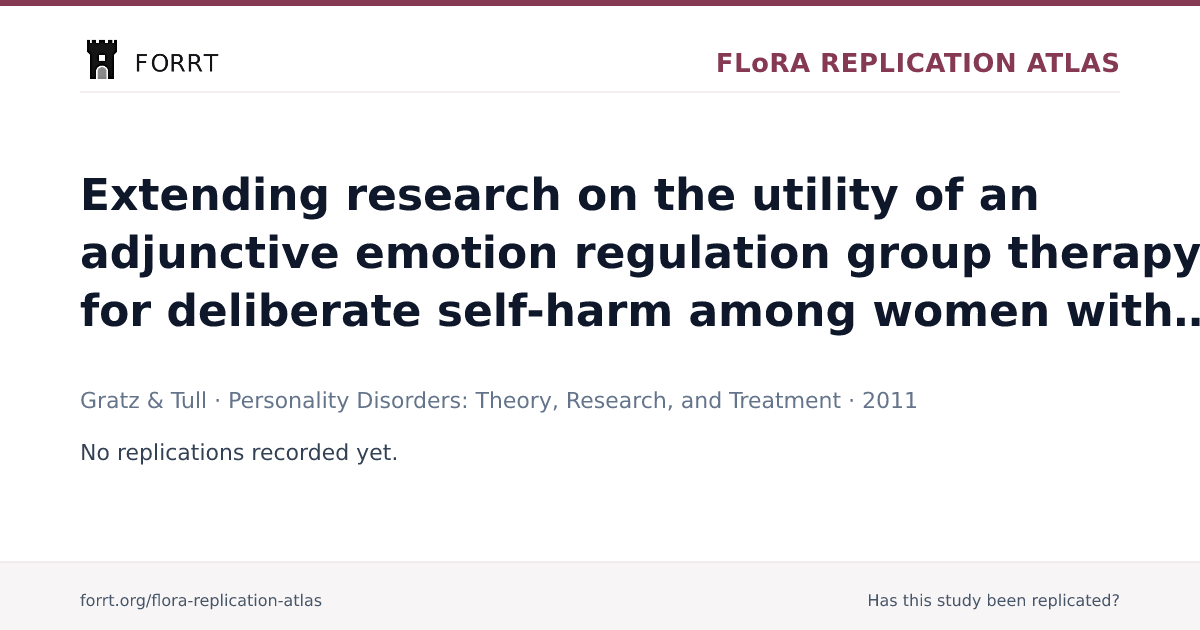 FORRT
FLoRA REPLICATION ATLAS
Extending research on the utility of an
adjunctive emotion regulation group therapy
for deliberate self-harm among women with…
Gratz & Tull · Personality Disorders: Theory, Research, and Treatment · 2011
No replications recorded yet.
forrt.org/flora-replication-atlas
Has this study been replicated?